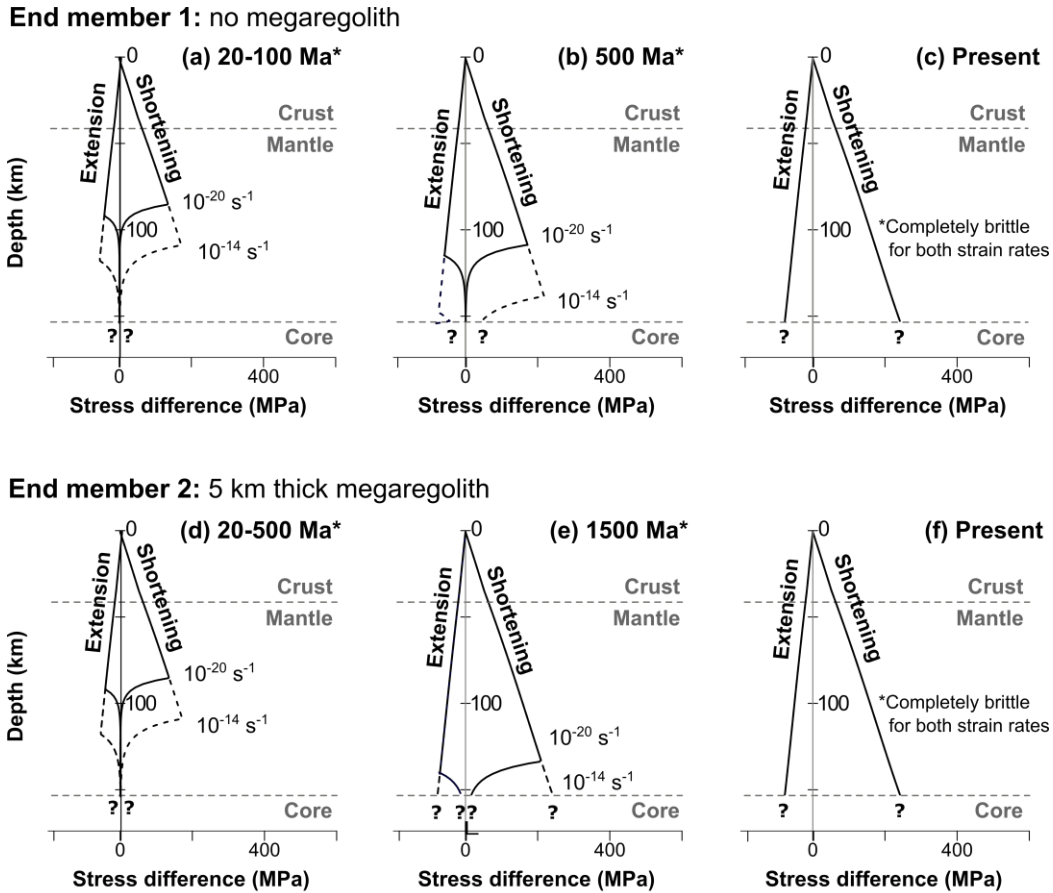 End member 1: no megaregolith
(a) 20-100 Ma*
(b) 500 Ma*
(c) Present
0
0
0
Extension
Shortening
Crust
Mantle
Extension
Shortening
Crust
Mantle
Extension
Shortening
Crust
Mantle
Depth (km)
10⁻²⁰ s⁻¹
100
10⁻¹⁴ s⁻¹
100
10⁻²⁰ s⁻¹
10⁻¹⁴ s⁻¹
100
*Completely brittle
for both strain rates
? ?
Core
? ?
Core
? ?
Core
0 400
0 400
0 400
Stress difference (MPa)
Stress difference (MPa)
Stress difference (MPa)
End member 2: 5 km thick megaregolith
(d) 20-500 Ma*
(e) 1500 Ma*
(f) Present
0
0
0
Extension
Shortening
Crust
Mantle
Extension
Shortening
Crust
Mantle
Extension
Shortening
Crust
Mantle
Depth (km)
10⁻²⁰ s⁻¹
100
10⁻¹⁴ s⁻¹
100
10⁻²⁰ s⁻¹
10⁻¹⁴ s⁻¹
100
*Completely brittle
for both strain rates
? ?
Core
? ? ? ?
Core
? ?
Core
0 400
0 400
0 400
Stress difference (MPa)
Stress difference (MPa)
Stress difference (MPa)